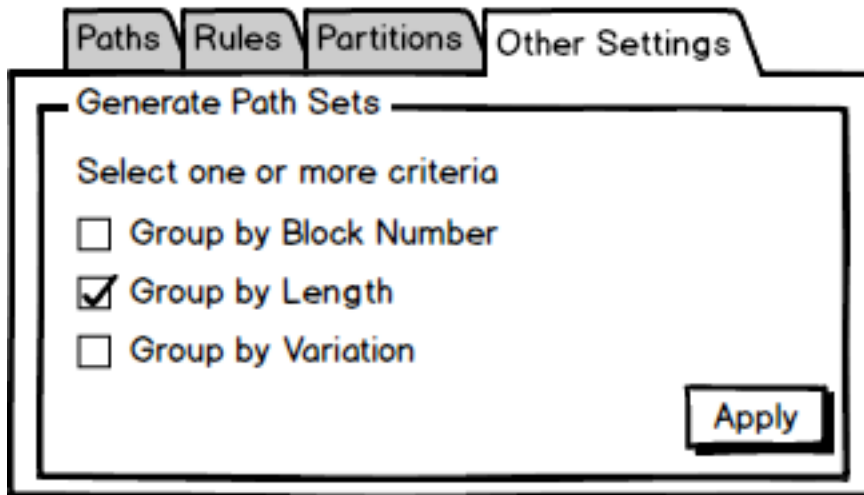 Paths Rules Partitions Other Settings
Generate Path Sets
Select one or more criteria
Group by Block Number
Group by Length
Group by Variation
Apply